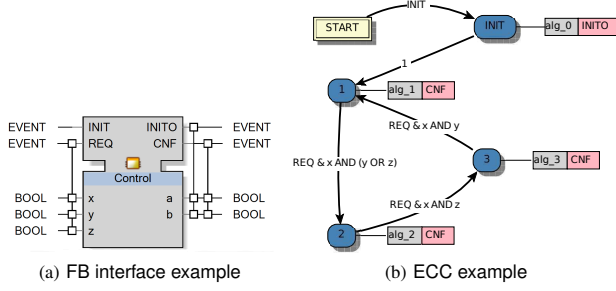 INIT
START
INIT
alg_0
INITO
1
1
alg_1
CNF
EVENT
INIT
INITO
EVENT
EVENT
REQ
CNF
EVENT
REQ & x AND y
REQ & x AND (y OR z)
3
alg_3
CNF
Control
BOOL
x
a
BOOL
BOOL
y
b
BOOL
BOOL
z
REQ & x AND z
2
alg_2
CNF
(a) FB interface example
(b) ECC example